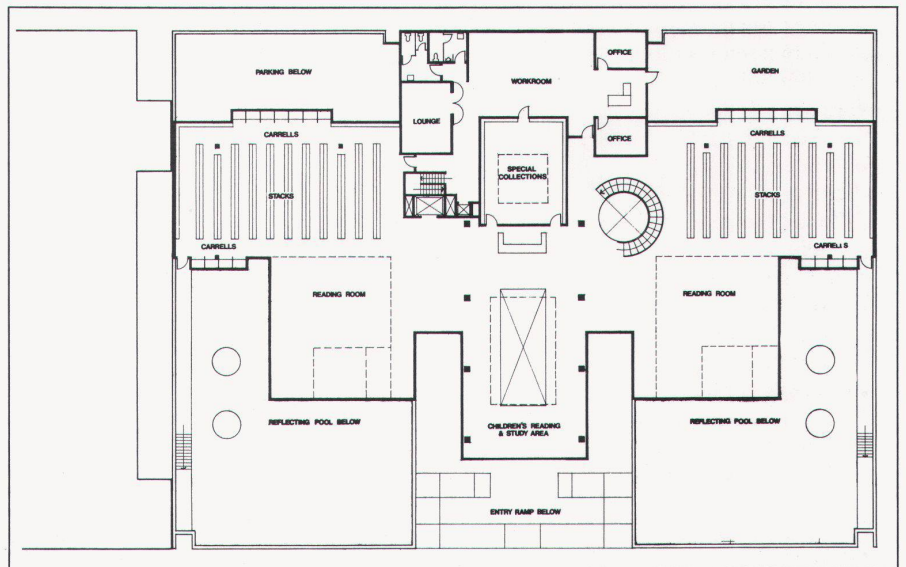 PARKING BELOW
OFFICE
GARDEN
WORKROOM
LOUNGE
CARRELLS
OFFICE
CARRELLS
SPECIAL
COLLECTIONS
STACKS
STACKS
CARRELLS
CARRELLS
READING ROOM
READING ROOM
REFLECTING POOL BELOW
CHILDREN'S READING
& STUDY AREA
REFLECTING POOL BELOW
ENTRY RAMP BELOW